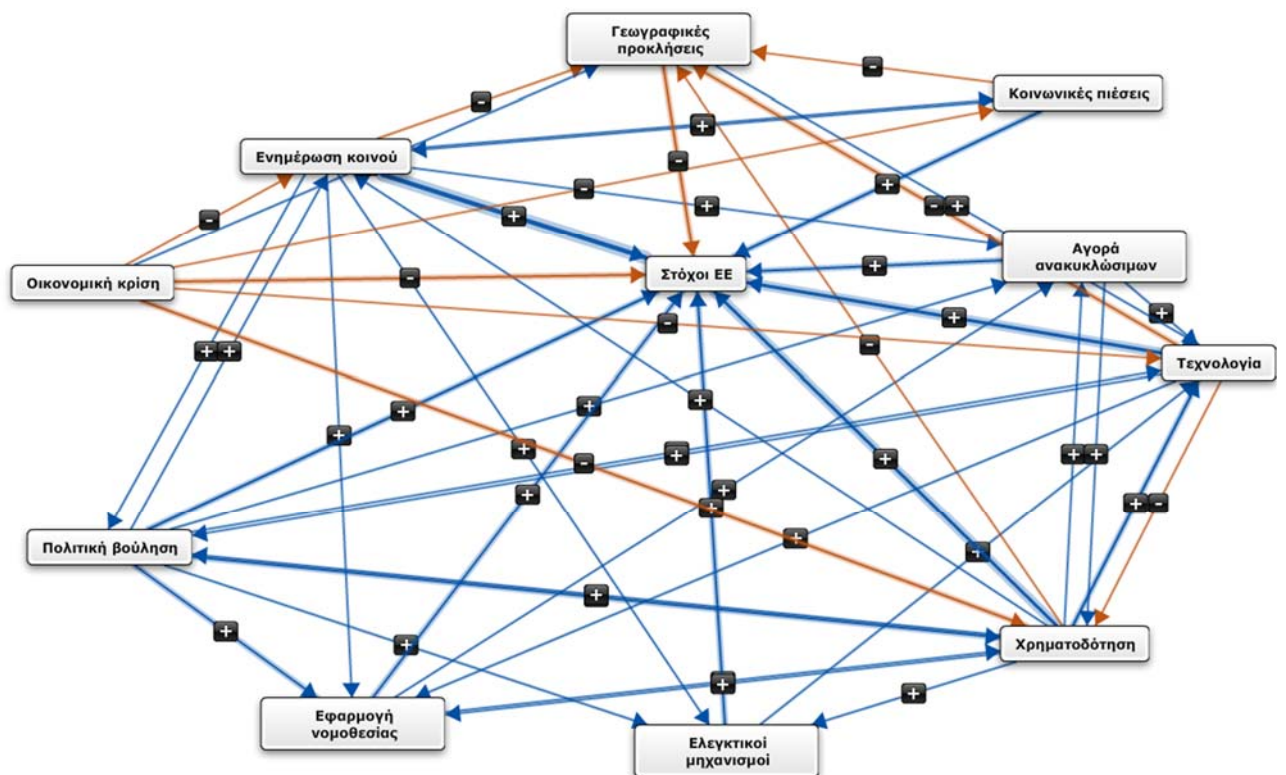 Γεωγραφικές
προκλήσεις
Κοινωνικές πιέσεις
Ενημέρωση κοινού
Αγορά
ανακυκλώσιμων
Στόχοι ΕΕ
Οικονομική κρίση
Τεχνολογία
Πολιτική βούληση
Χρηματοδότηση
Εφαρμογή
νομοθεσίας
Ελεγκτικοί
μηχανισμοί